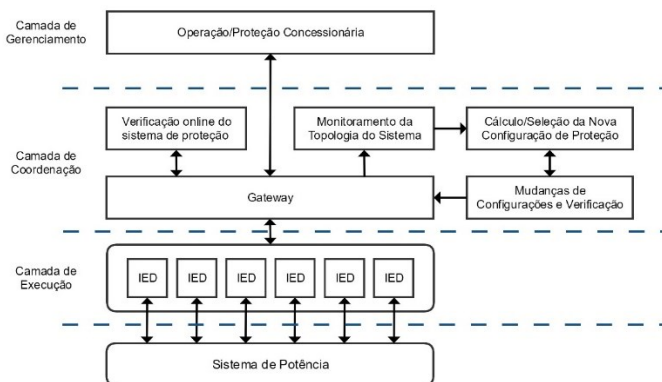 Camada de
Gerenciamento
Operação/Proteção Concessionária
Verificação online do
sistema de proteção
Monitoramento da
Topologia do Sistema
Cálculo/Seleção da Nova
Configuração de Proteção
Camada de
Coordenação
Gateway
Mudanças de
Configurações e Verificação
Camada de
Execução
IED IED IED IED IED IED
Sistema de Potência